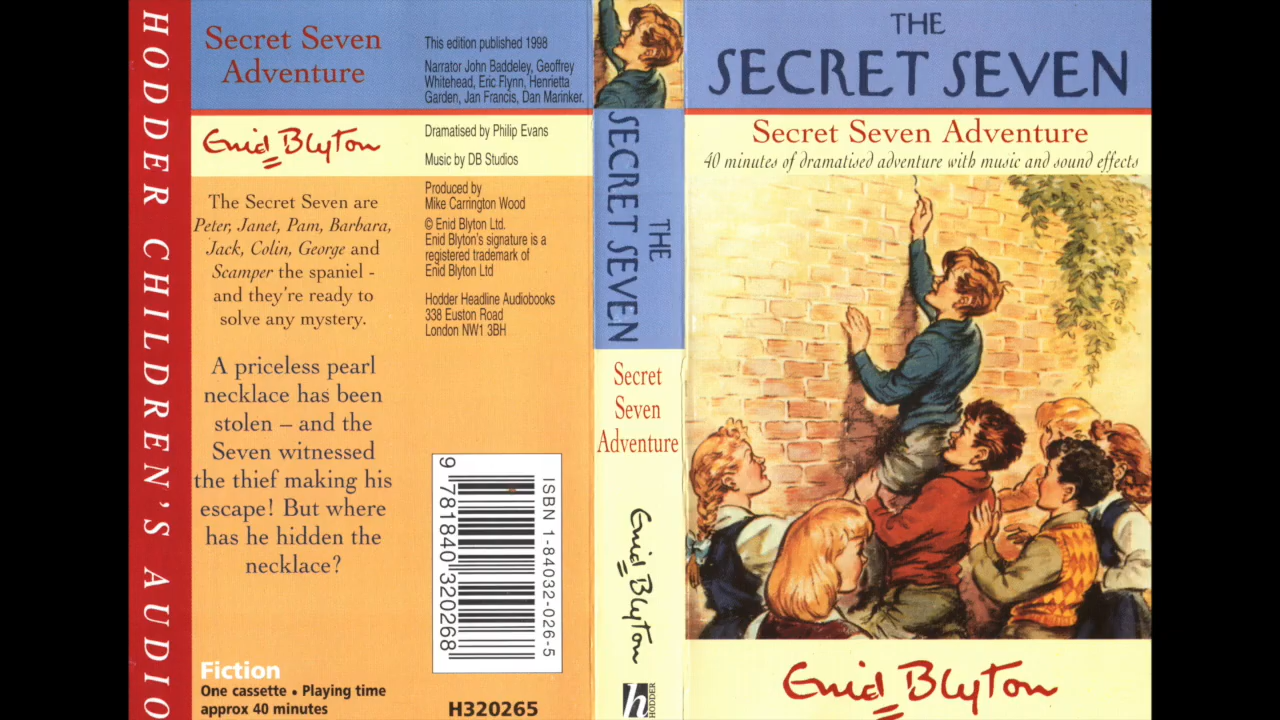 HODDER CHILDREN'S AUDIO
Secret Seven
Adventure
Enid Blyton
The Secret Seven are
Peter, Janet, Pam, Barbara,
Jack, Colin, George and
Scamper the spaniel -
and they're ready to
solve any mystery.
A priceless pearl
necklace has been
stolen – and the
Seven witnessed
the thief making his
escape! But where
has he hidden the
necklace?
Fiction
One cassette • Playing time
approx 40 minutes
This edition published 1998
Narrator John Baddeley, Geoffrey
Whitehead, Eric Flynn, Henrietta
Garden, Jan Francis, Dan Marinker.
Dramatised by Philip Evans
Music by DB Studios
Produced by
Mike Carrington Wood
© Enid Blyton Ltd.
Enid Blyton's signature is a
registered trademark of
Enid Blyton Ltd
Hodder Headline Audiobooks
338 Euston Road
London NW1 3BH
ISBN 1-84032-026-5
9 781840 320268
H320265
THE
SECRET SEVEN
Secret
Seven
Adventure
Enid Blyton
h
HODDER
THE
SECRET SEVEN
Secret Seven Adventure
40 minutes of dramatised adventure with music and sound effects
Enid Blyton